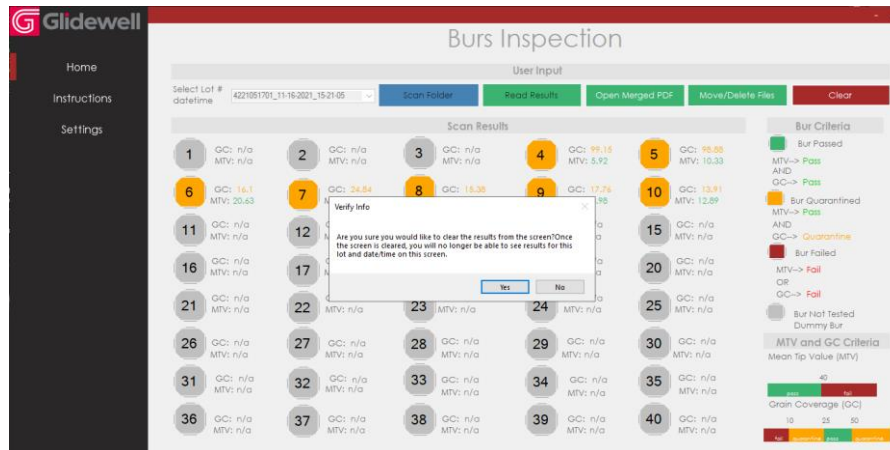 Glidewell
Burs Inspection
Home
Instructions
Settings
User Input
Select Lot #
datetime
4221051701_11-16-2021_15-21-05
Scan Folder
Read Results
Open Merged PDF
Move/Delete Files
Clear
Scan Results
Bur Criteria
1 GC: n/a
MTV: n/a
2 GC: n/a
MTV: n/a
3 GC: n/a
MTV: n/a
4 GC: 99.15
MTV: 5.92
5 GC: 98.88
MTV: 10.33
6 GC: 16.1
MTV: 20.63
7 GC: 24.84
8 GC: 15.38
9 GC: 17.76
.98
10 GC: 13.91
MTV: 12.89
Verify Info
Are you sure you would like to clear the results from the screen?Once
the screen is cleared, you will no longer be able to see results for this
lot and date/time on this screen.
Yes
No
11 GC: n/a
MTV: n/a
12
15 GC: n/a
MTV: n/a
16 GC: n/a
MTV: n/a
17
20 GC: n/a
MTV: n/a
21 GC: n/a
MTV: n/a
22 MTV: n/a
23 MTV: n/a
24 MTV: n/a
25 GC: n/a
MTV: n/a
26 GC: n/a
MTV: n/a
27 GC: n/a
MTV: n/a
28 GC: n/a
MTV: n/a
29 GC: n/a
MTV: n/a
30 GC: n/a
MTV: n/a
31 GC: n/a
MTV: n/a
32 GC: n/a
MTV: n/a
33 GC: n/a
MTV: n/a
34 GC: n/a
MTV: n/a
35 GC: n/a
MTV: n/a
36 GC: n/a
MTV: n/a
37 GC: n/a
MTV: n/a
38 GC: n/a
MTV: n/a
39 GC: n/a
MTV: n/a
40 GC: n/a
MTV: n/a
Bur Passed
MTV--> Pass
AND
GC--> Pass
Bur Quarantined
MTV--> Pass
AND
GC--> Quarantine
Bur Failed
MTV--> Fail
OR
GC--> Fail
Bur Not Tested
Dummy Bur
MTV and GC Criteria
Mean Tip Value (MTV)
40
pass fail
Grain Coverage (GC)
10 25 50
fail quarantine pass quarantine